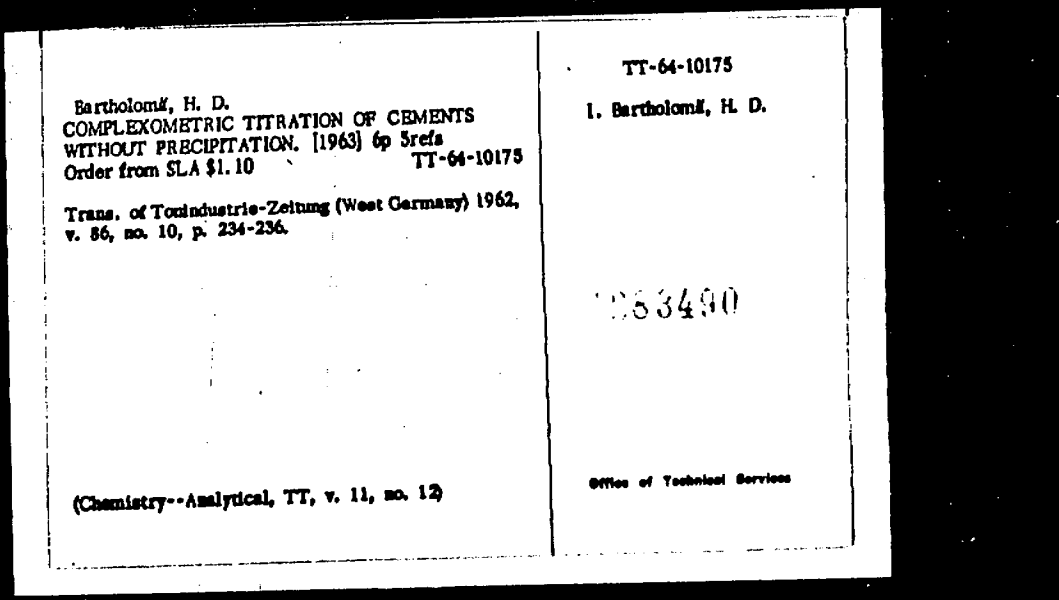 Bartholomä, H. D.
COMPLEXOMETRIC TITRATION OF CEMENTS
WITHOUT PRECIPITATION. [1963] 6p 5refs
Order from SLA $1.10 TT-64-10175
Trans. of Tonindustrie-Zeitung (West Germany) 1962,
v. 86, no. 10, p. 234-236.
(Chemistry--Analytical, TT, v. 11, no. 12)
TT-64-10175
I. Bartholomä, H. D.
Office of Technical Services